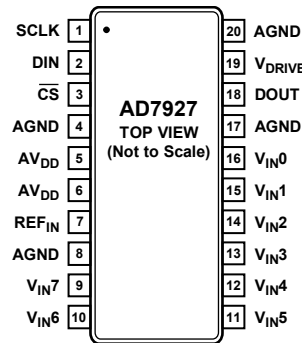 SCLK 1
DIN 2
C̅S̅ 3
AGND 4
AVDD 5
AVDD 6
REFIN 7
AGND 8
VIN7 9
VIN6 10
AD7927
TOP VIEW
(Not to Scale)
20 AGND
19 VDRIVE
18 DOUT
17 AGND
16 VIN0
15 VIN1
14 VIN2
13 VIN3
12 VIN4
11 VIN5